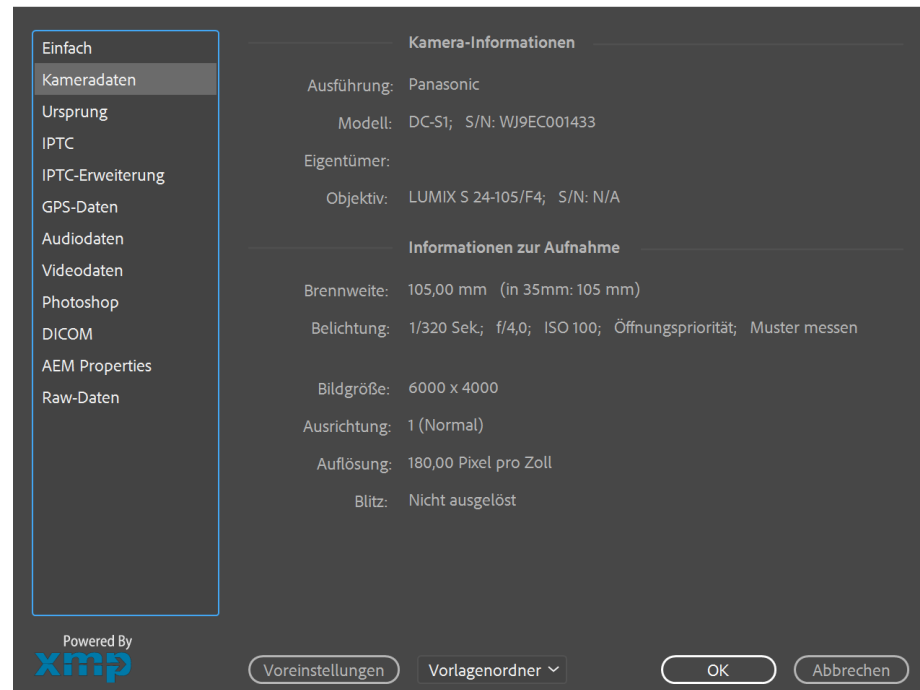 Einfach
Kameradaten
Ursprung
IPTC
IPTC-Erweiterung
GPS-Daten
Audiodaten
Videodaten
Photoshop
DICOM
AEM Properties
Raw-Daten
Powered By
xmp
Kamera-Informationen
Ausführung: Panasonic
Modell: DC-S1; S/N: WJ9EC001433
Eigentümer:
Objektiv: LUMIX S 24-105/F4; S/N: N/A
Informationen zur Aufnahme
Brennweite: 105,00 mm (in 35mm: 105 mm)
Belichtung: 1/320 Sek.; f/4,0; ISO 100; Öffnungspriorität; Muster messen
Bildgröße: 6000 x 4000
Ausrichtung: 1 (Normal)
Auflösung: 180,00 Pixel pro Zoll
Blitz: Nicht ausgelöst
Voreinstellungen Vorlagenordner OK Abbrechen